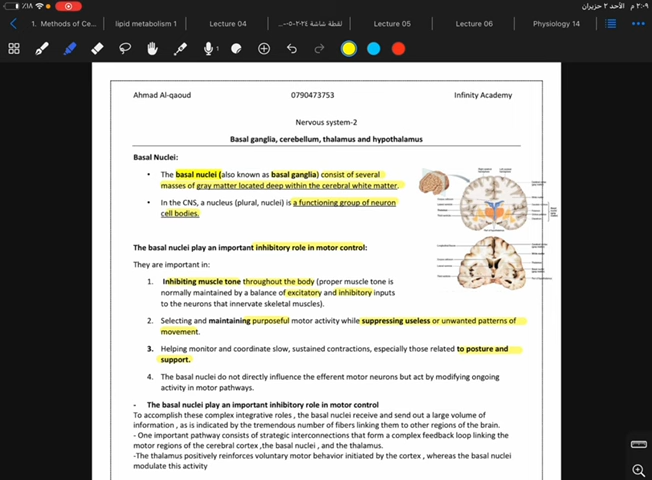 ٢:٠٩ م الأحد ٢ حزيران
٪١٨
1. Methods of Ce...
lipid metabolism 1
Lecture 04
لقطة شاشة ٢٠٢٤-٠٥-...
Lecture 05
Lecture 06
Physiology 14
Ahmad Al-qaoud 0790473753 Infinity Academy
Nervous system-2
Basal ganglia, cerebellum, thalamus and hypothalamus
Basal Nuclei:
• The basal nuclei (also known as basal ganglia) consist of several
masses of gray matter located deep within the cerebral white matter.
• In the CNS, a nucleus (plural, nuclei) is a functioning group of neuron
cell bodies.
The basal nuclei play an important inhibitory role in motor control:
They are important in:
1. Inhibiting muscle tone throughout the body (proper muscle tone is
normally maintained by a balance of excitatory and inhibitory inputs
to the neurons that innervate skeletal muscles).
2. Selecting and maintaining purposeful motor activity while suppressing useless or unwanted patterns of
movement.
3. Helping monitor and coordinate slow, sustained contractions, especially those related to posture and
support.
4. The basal nuclei do not directly influence the efferent motor neurons but act by modifying ongoing
activity in motor pathways.
- The basal nuclei play an important inhibitory role in motor control
To accomplish these complex integrative roles , the basal nuclei receive and send out a large volume of
information , as is indicated by the tremendous number of fibers linking them to other regions of the brain.
- One important pathway consists of strategic interconnections that form a complex feedback loop linking the
motor regions of the cerebral cortex ,the basal nuclei , and the thalamus.
-The thalamus positively reinforces voluntary motor behavior initiated by the cortex , whereas the basal nuclei
modulate this activity